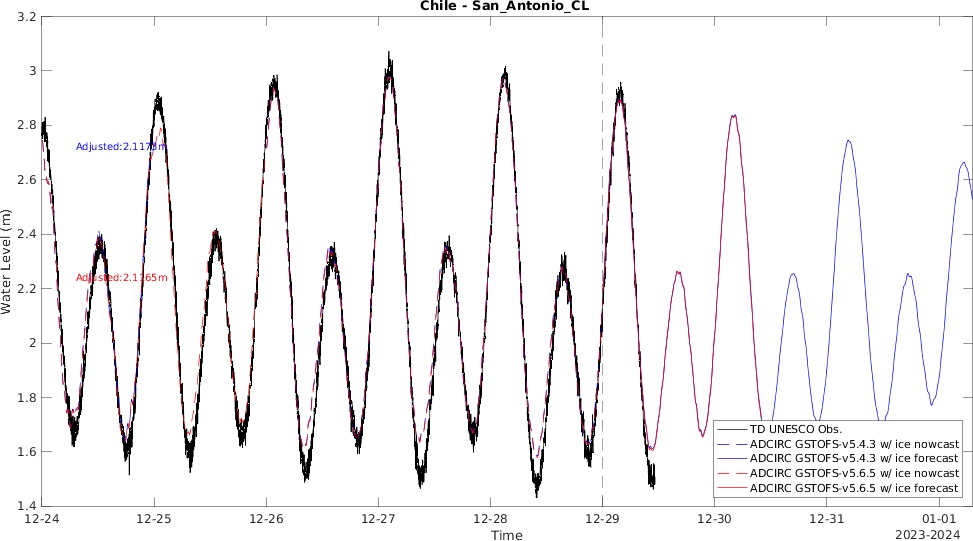 Chile - San_Antonio_CL
3.2
3
2.8
2.6
2.4
2.2
2
1.8
1.6
1.4
Water Level (m)
Adjusted:2.1173m
Adjusted:2.1265m
TD UNESCO Obs.
ADCIRC GSTOFS-v5.4.3 w/ ice nowcast
ADCIRC GSTOFS-v5.4.3 w/ ice forecast
ADCIRC GSTOFS-v5.6.5 w/ ice nowcast
ADCIRC GSTOFS-v5.6.5 w/ ice forecast
12-24
12-25
12-26
12-27
12-28
12-29
12-30
12-31
01-01
Time
2023-2024